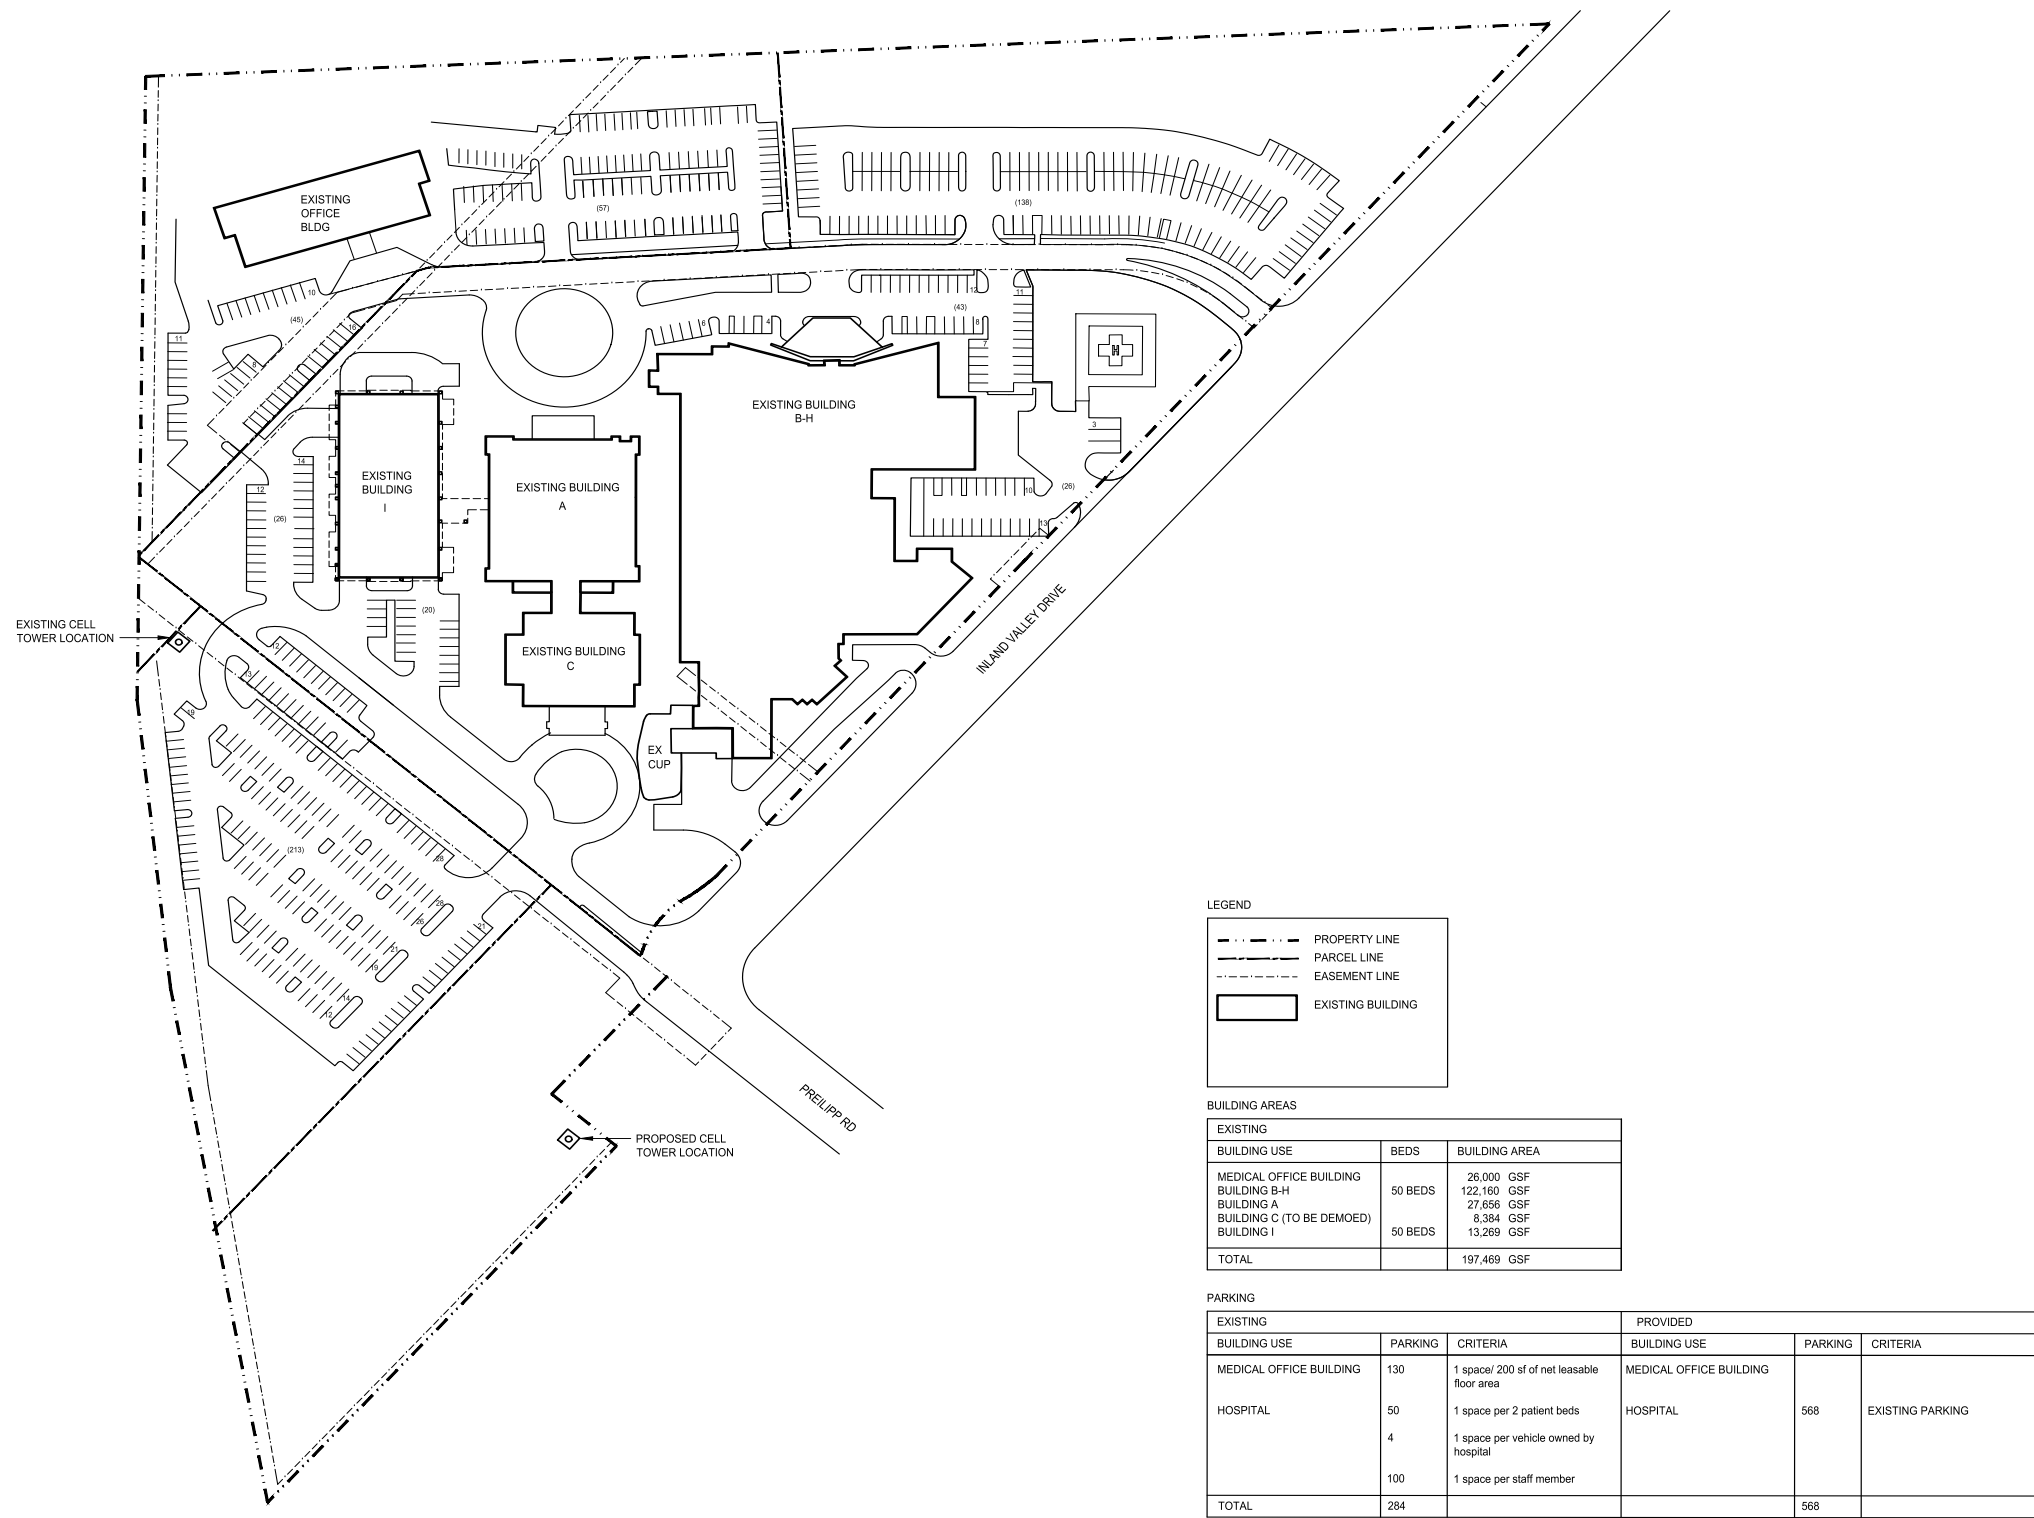 EXISTING
OFFICE
BLDG
(57)
(138)
10
(45)
16
11
8
12
11
(43)
6
4
8
7
H
3
EXISTING BUILDING
B-H
EXISTING
BUILDING
I
EXISTING BUILDING
A
14
12
(26)
10
(26)
13
(20)
EXISTING CELL
TOWER LOCATION
EXISTING BUILDING
C
INLAND VALLEY DRIVE
12
13
19
EX
CUP
(213)
28
28
26
21
21
19
14
12
PREILIPP RD
PROPOSED CELL
TOWER LOCATION
LEGEND
PROPERTY LINE
PARCEL LINE
EASEMENT LINE
EXISTING BUILDING
BUILDING AREAS
EXISTING
BUILDING USE BEDS BUILDING AREA
MEDICAL OFFICE BUILDING 26,000 GSF
BUILDING B-H 50 BEDS 122,160 GSF
BUILDING A 27,656 GSF
BUILDING C (TO BE DEMOED) 8,384 GSF
BUILDING I 50 BEDS 13,269 GSF
TOTAL 197,469 GSF
PARKING
EXISTING PROVIDED
BUILDING USE PARKING CRITERIA BUILDING USE PARKING CRITERIA
MEDICAL OFFICE BUILDING 130 1 space/ 200 sf of net leasable MEDICAL OFFICE BUILDING
floor area
HOSPITAL 50 1 space per 2 patient beds HOSPITAL 568 EXISTING PARKING
4 1 space per vehicle owned by
hospital
100 1 space per staff member
TOTAL 284 568